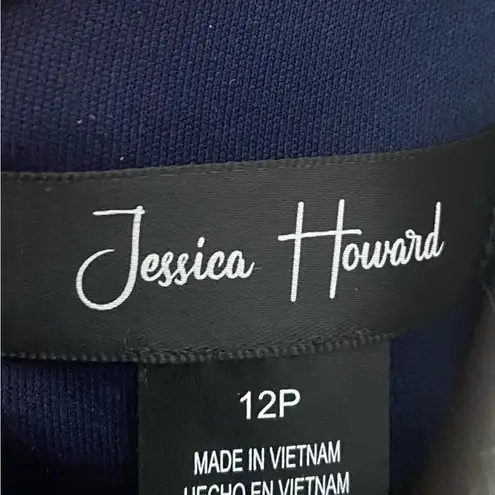 Jessica Howard
12P
MADE IN VIETNAM
HECHO EN VIETNAM